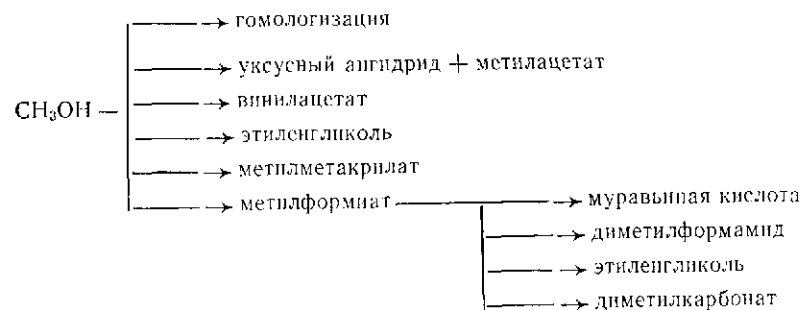 гомологизация
уксусный ангидрид + метилацетат
винилацетат
CH₃OH
этиленгликоль
метилметакрилат
метилформиат муравьиная кислота
диметилформамид
этиленгликоль
диметилкарбонат